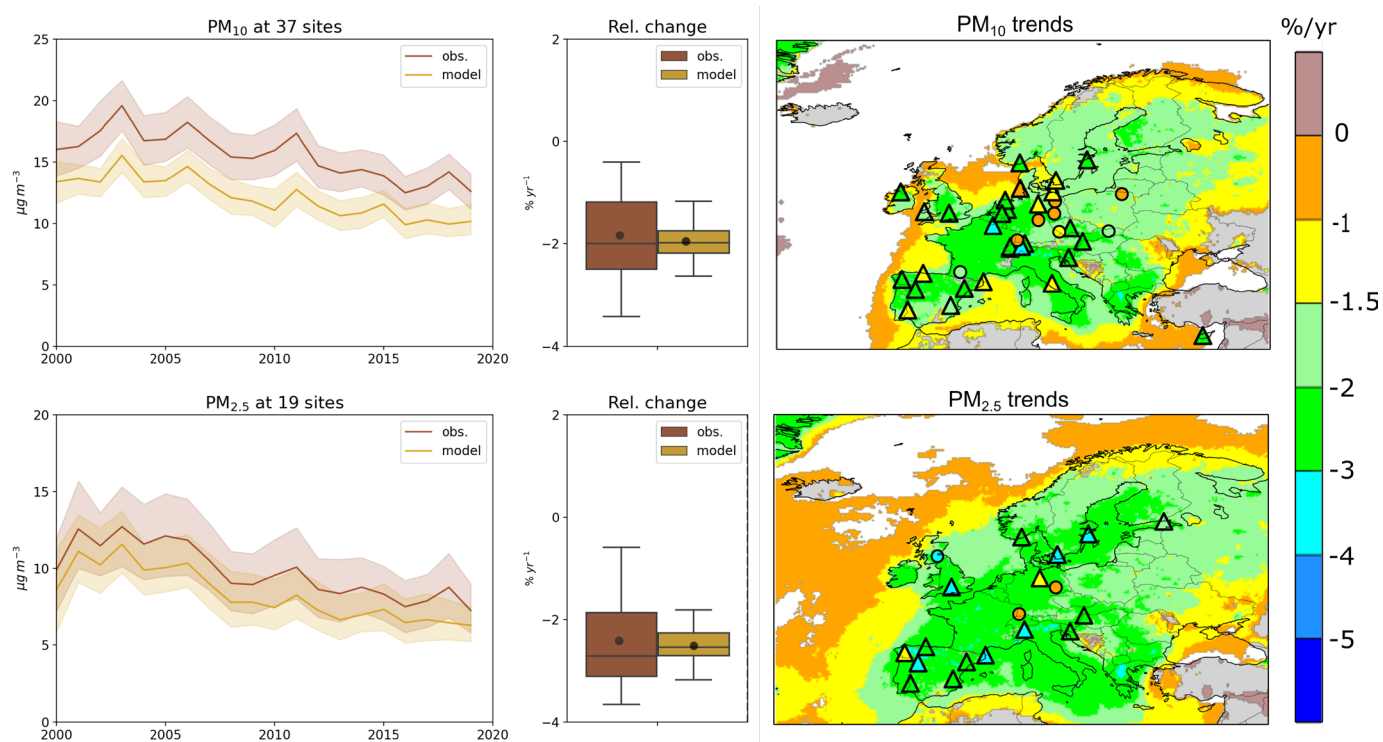 PM₁₀ at 37 sites
25
20
15
10
5
0
μg m⁻³
2000
2005
2010
2015
2020
obs.
model
Rel. change
2
0
−2
−4
% yr⁻¹
obs.
model
PM₁₀ trends
%/yr
0
-1
-1.5
-2
-3
-4
-5
PM₂.₅ at 19 sites
20
15
10
5
0
μg m⁻³
2000
2005
2010
2015
2020
obs.
model
Rel. change
2
0
−2
−4
% yr⁻¹
obs.
model
PM₂.₅ trends